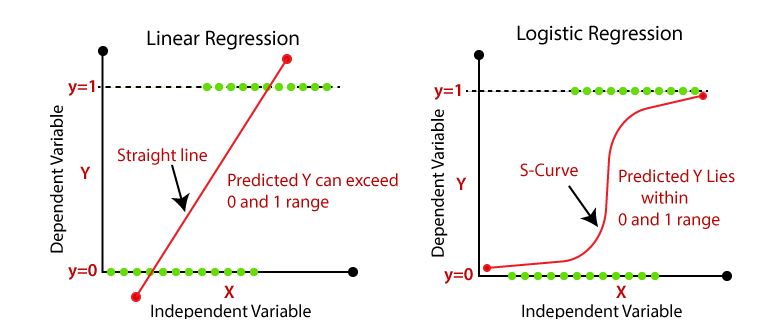 Linear Regression
y=1
Dependent Variable
Y
Straight line
Predicted Y can exceed
0 and 1 range
y=0
X
Independent Variable
Logistic Regression
y=1
Dependent Variable
Y
S-Curve
Predicted Y Lies
within
0 and 1 range
y=0
X
Independent Variable